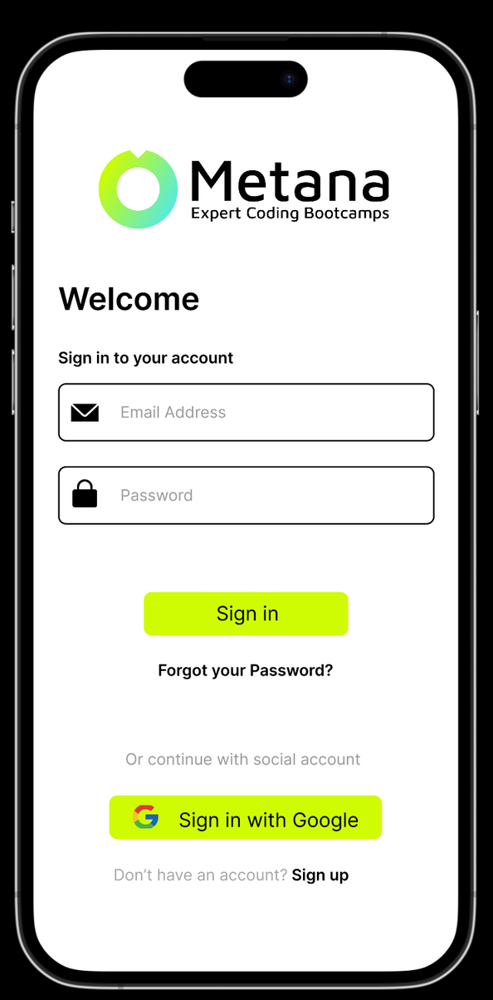 Metana
Expert Coding Bootcamps
Welcome
Sign in to your account
Email Address
Password
Sign in
Forgot your Password?
Or continue with social account
Sign in with Google
Don’t have an account? Sign up